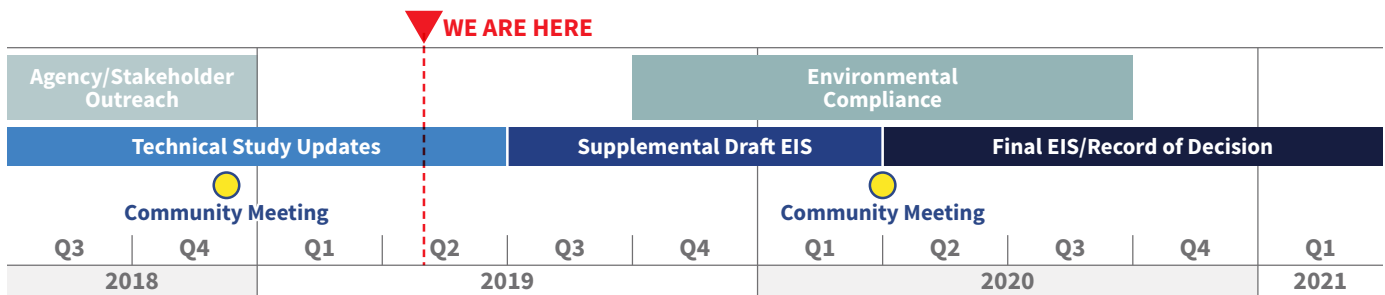 WE ARE HERE
Agency/Stakeholder
Outreach
Environmental
Compliance
Technical Study Updates
Supplemental Draft EIS
Final EIS/Record of Decision
Community Meeting
Community Meeting
Q3
Q4
Q1
Q2
Q3
Q4
Q1
Q2
Q3
Q4
Q1
2018
2019
2020
2021